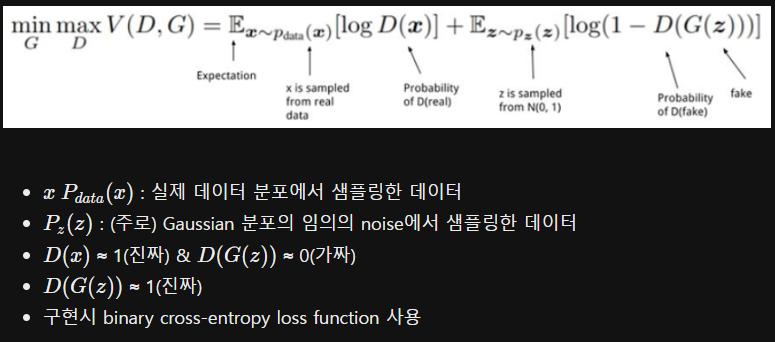 min max V(D, G) = 𝔼x∼pdata(x)[log D(x)] + 𝔼z∼pz(z)[log(1 − D(G(z)))]
G D
Expectation
x is sampled
from real
data
Probability
of D(real)
z is sampled
from N(0, 1)
Probability
of D(fake)
fake
• x Pdata(x) : 실제 데이터 분포에서 샘플링한 데이터
• Pz(z) : (주로) Gaussian 분포의 임의의 noise에서 샘플링한 데이터
• D(x) ≈ 1(진짜) & D(G(z)) ≈ 0(가짜)
• D(G(z)) ≈ 1(진짜)
• 구현시 binary cross-entropy loss function 사용